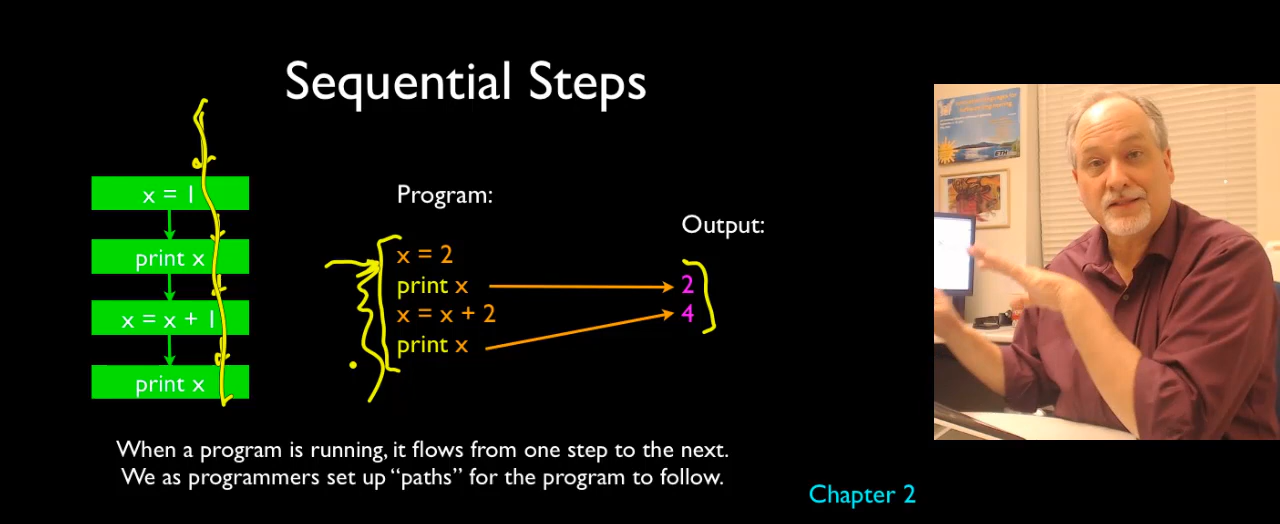 Sequential Steps
x = 1
print x
x = x + 1
print x
Program:
x = 2
print x
x = x + 2
print x
Output:
2
4
When a program is running, it flows from one step to the next.
We as programmers set up “paths” for the program to follow.
Chapter 2
ETH